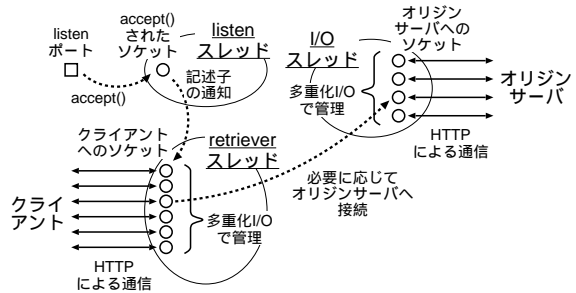 listen
ポート
accept()
accept()
された
ソケット
listen
スレッド
記述子
の通知
I/O
スレッド
多重化I/O
で管理
オリジン
サーバへの
ソケット
オリジン
サーバ
HTTP
による通信
クライアント
へのソケット
retriever
スレッド
必要に応じて
オリジンサーバへ
接続
クライ
アント
多重化I/O
で管理
HTTP
による通信